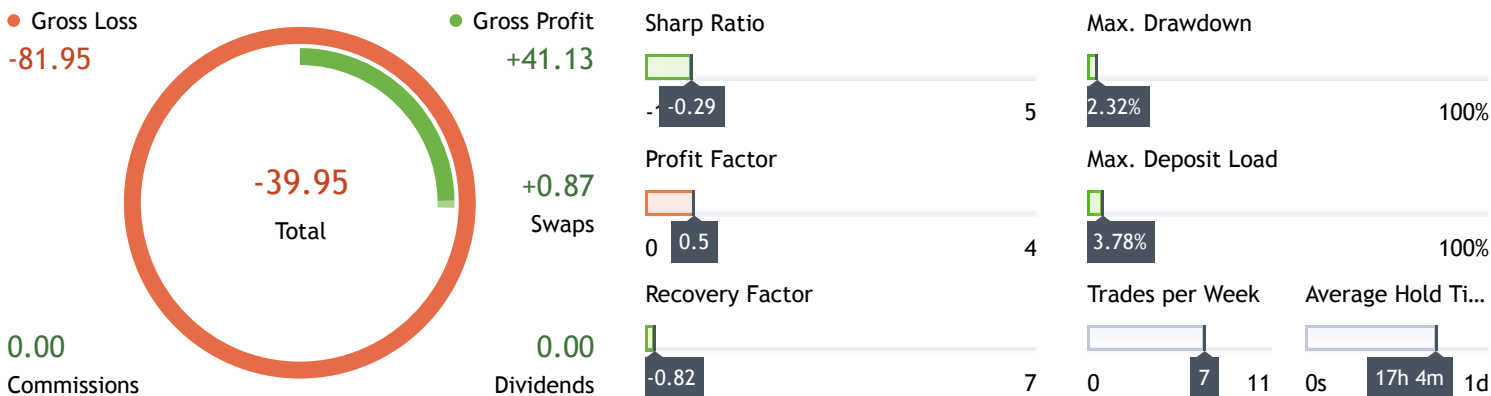 Gross Loss
-81.95
Gross Profit
+41.13
-39.95
Total
+0.87
Swaps
0.00
Commissions
0.00
Dividends
Sharp Ratio
-0.29
5
Profit Factor
0
0.5
4
Recovery Factor
-0.82
7
Max. Drawdown
2.32%
100%
Max. Deposit Load
3.78%
100%
Trades per Week
0
7
11
Average Hold Ti...
0s
17h 4m
1d